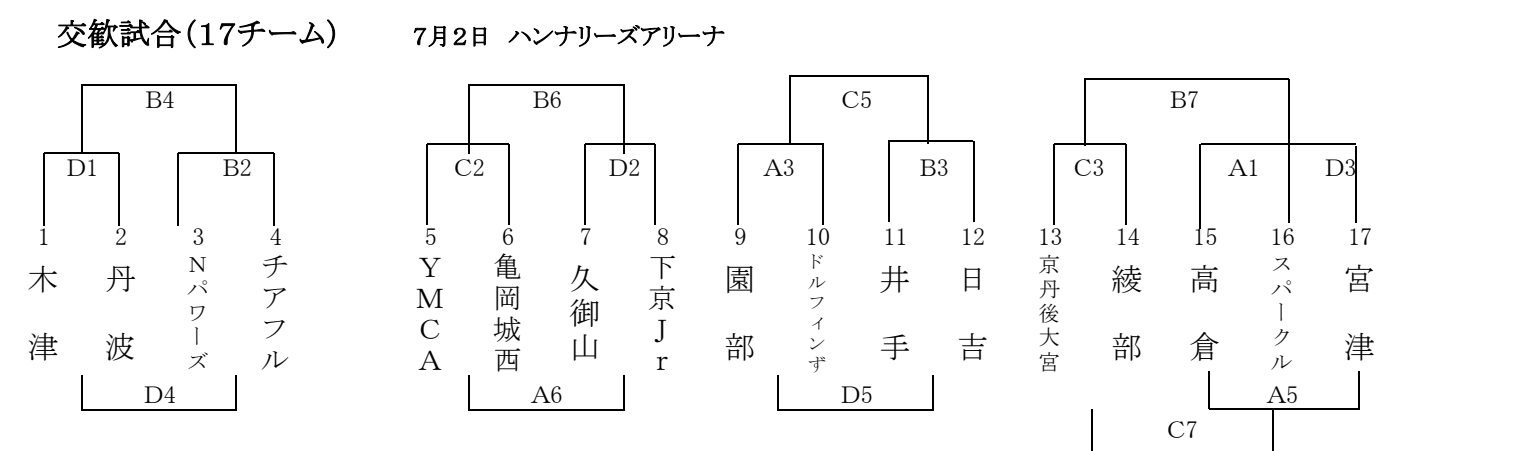 交歓試合(17チーム) 7月2日 ハンナリーズアリーナ
B4 B6 C5 B7
D1 B2 C2 D2 A3 B3 C3 A1 D3
1 2 3 4 5 6 7 8 9 10 11 12 13 14 15 16 17
木津
丹波
Nパワーズ
チアフル
YMCA
亀岡城西
久御山
下京Jr
園部
ドルフィンず
井手
日吉
京丹後大宮
綾部
高倉
スパークル
宮津
D4 A6 D5 A5
C7